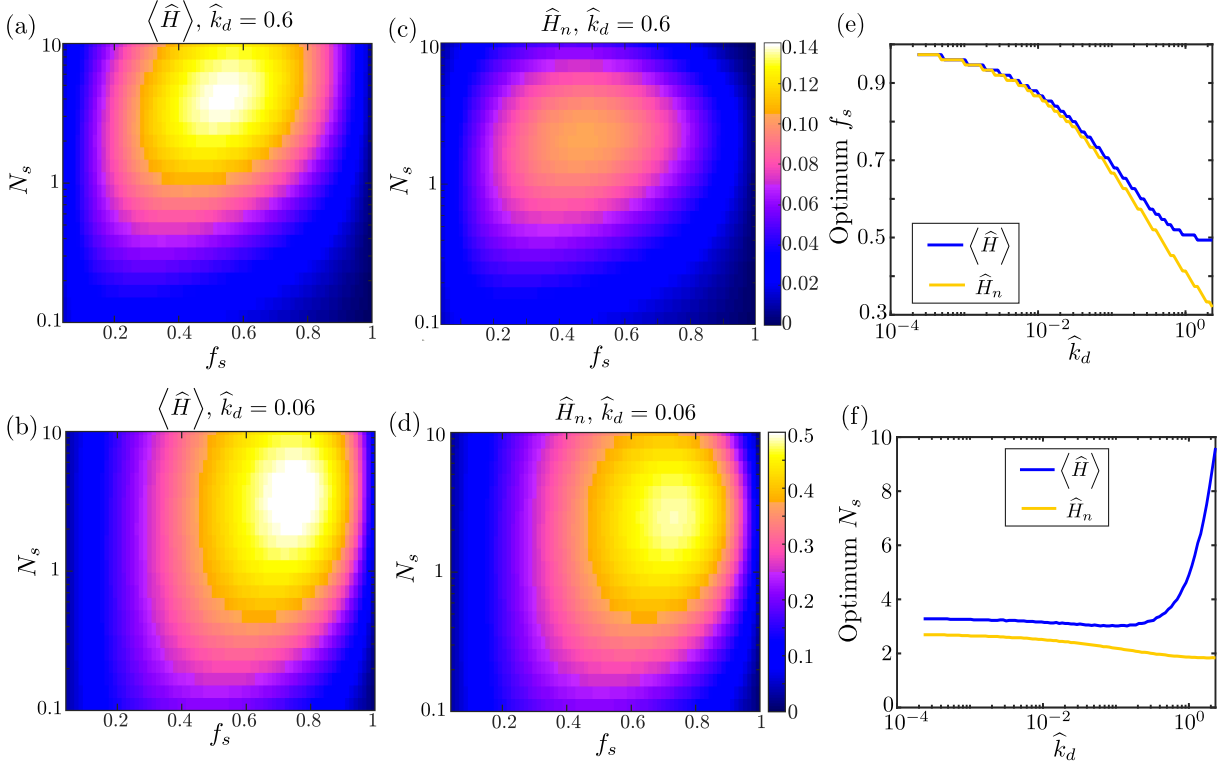 (a)
⟨Ĥ⟩, k̂_d = 0.6
10
1
0.1
N_s
0.2 0.4 0.6 0.8 1
f_s
(c)
Ĥ_n, k̂_d = 0.6
10
1
0.1
N_s
0.2 0.4 0.6 0.8 1
f_s
0.14
0.12
0.10
0.08
0.06
0.04
0.02
0
(e)
0.9
0.7
0.5
0.3
Optimum f_s
⟨Ĥ⟩
Ĥ_n
10^−4 10^−2 10^0
k̂_d
(b)
⟨Ĥ⟩, k̂_d = 0.06
10
1
0.1
N_s
0.2 0.4 0.6 0.8 1
f_s
(d)
Ĥ_n, k̂_d = 0.06
10
1
0.1
N_s
0.2 0.4 0.6 0.8 1
f_s
0.5
0.4
0.3
0.2
0.1
0
(f)
10
8
6
4
2
0
Optimum N_s
⟨Ĥ⟩
Ĥ_n
10^−4 10^−2 10^0
k̂_d